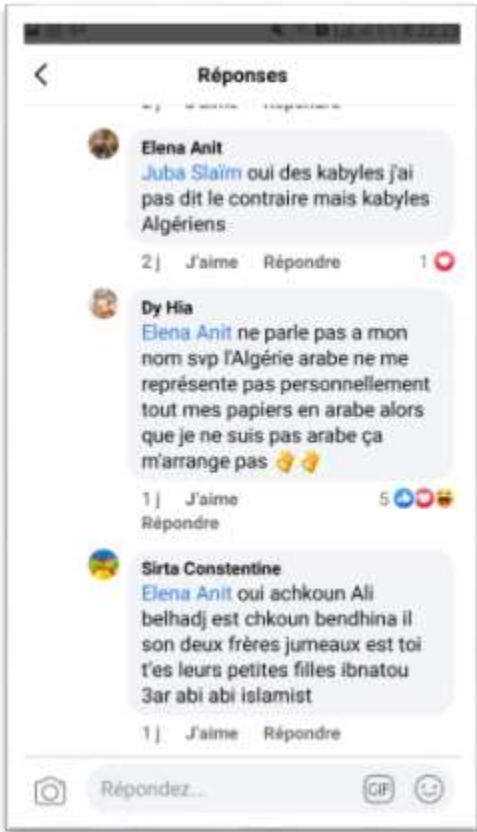 Réponses
Elena Anit
Juba Slaïm oui des kabyles j'ai
pas dit le contraire mais kabyles
Algériens
2 j J'aime Répondre 1
Dy Hia
Elena Anit ne parle pas a mon
nom svp l'Algérie arabe ne me
représente pas personnellement
tout mes papiers en arabe alors
que je ne suis pas arabe ça
m'arrange pas 👌👌
1 j J'aime 5
Répondre
Sirta Constentine
Elena Anit oui achkoun Ali
belhadj est chkoun bendhina il
son deux frères jumeaux est toi
t'es leurs petites filles ibnatou
3ar abi abi islamist
1 j J'aime Répondre
Répondez...
GIF